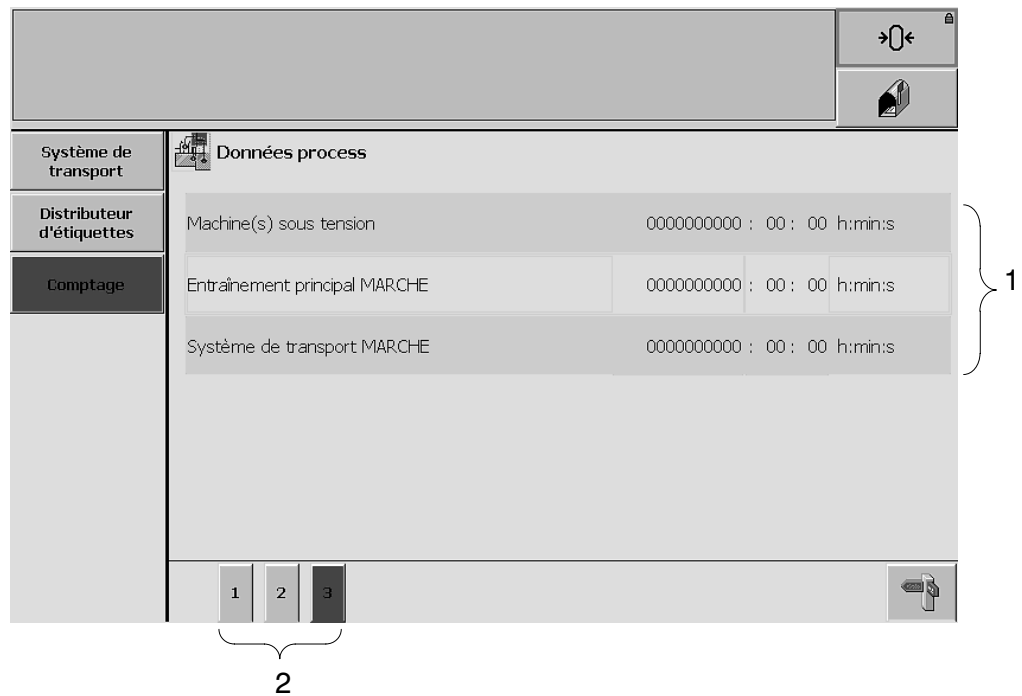 →0←
Système de
transport
Distributeur
d'étiquettes
Comptage
Données process
Machine(s) sous tension 0000000000 : 00 : 00 h:min:s
Entraînement principal MARCHE 0000000000 : 00 : 00 h:min:s
Système de transport MARCHE 0000000000 : 00 : 00 h:min:s
1
1 2 3
2